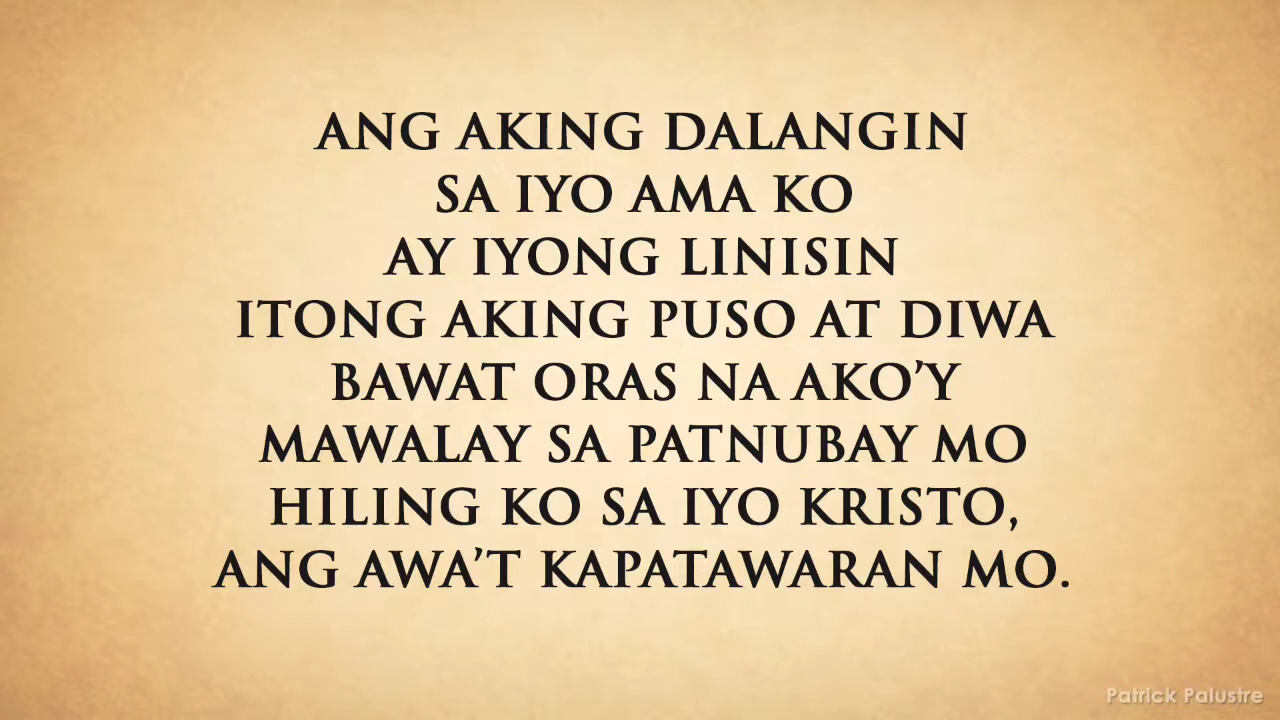 ANG AKING DALANGIN
SA IYO AMA KO
AY IYONG LINISIN
ITONG AKING PUSO AT DIWA
BAWAT ORAS NA AKO’Y
MAWALAY SA PATNUBAY MO
HILING KO SA IYO KRISTO,
ANG AWA’T KAPATAWARAN MO.
Patrick Palustre